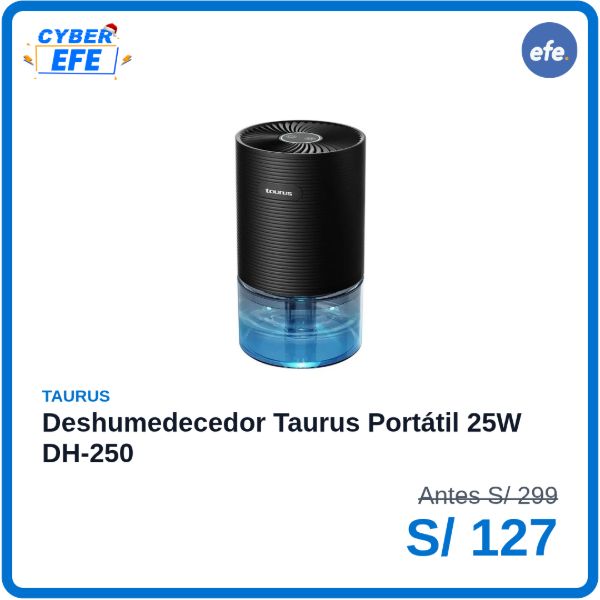 CYBER
EFE
efe.
taurus
TAURUS
Deshumedecedor Taurus Portátil 25W
DH-250
Antes S/ 299
S/ 127